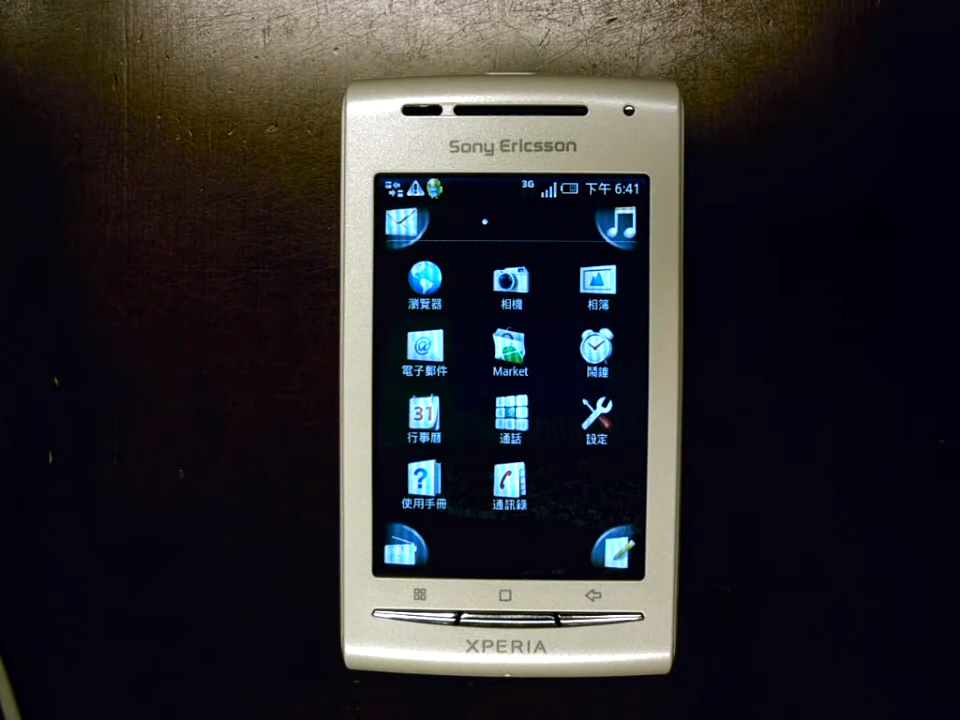 Sony Ericsson
3G 下午 6:41
瀏覽器 相機 相簿
@
電子郵件 Market 鬧鐘
31
行事曆 通話 設定
?
使用手冊 通訊錄
XPERIA